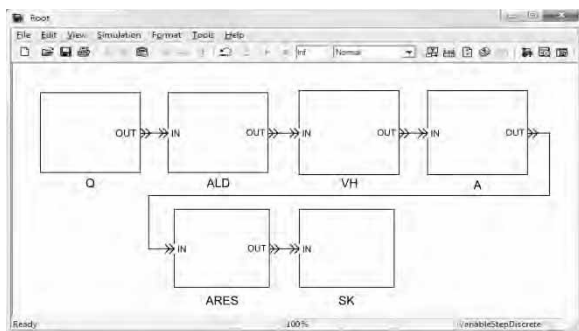 Root
File Edit View Simulation Format Tools Help
Inf Normal
OUT IN OUT IN OUT IN OUT
Q ALD VH A
IN OUT IN
ARES SK
Ready 100% VariableStepDiscrete